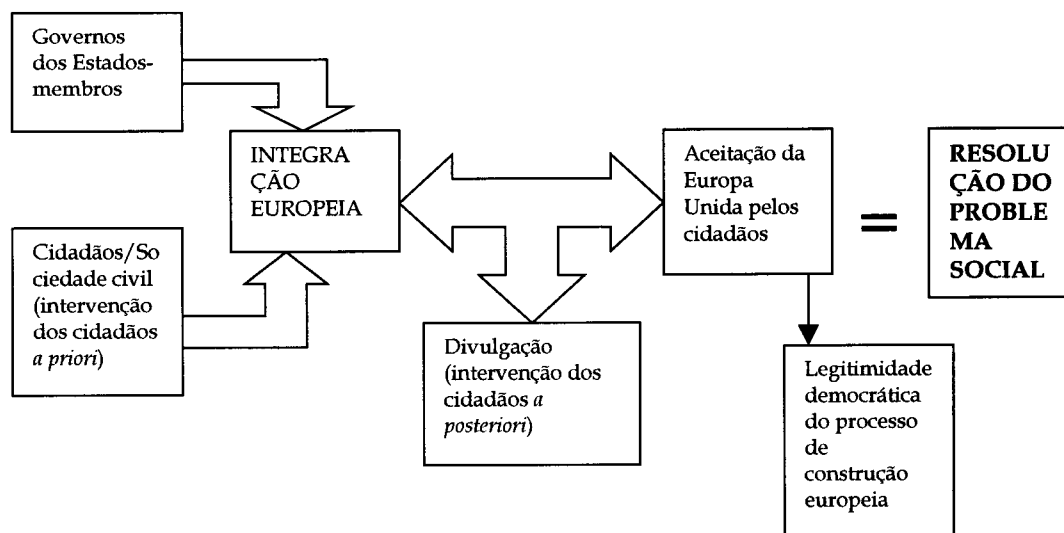 Governos
dos Estados-
membros
INTEGRA
ÇÃO
EUROPEIA
Aceitação da
Europa
Unida pelos
cidadãos
=
RESOLU
ÇÃO DO
PROBLE
MA
SOCIAL
Cidadãos/So
ciedade civil
(intervenção
dos cidadãos
a priori)
Divulgação
(intervenção dos
cidadãos a
posteriori)
Legitimidade
democrática
do processo
de
construção
europeia